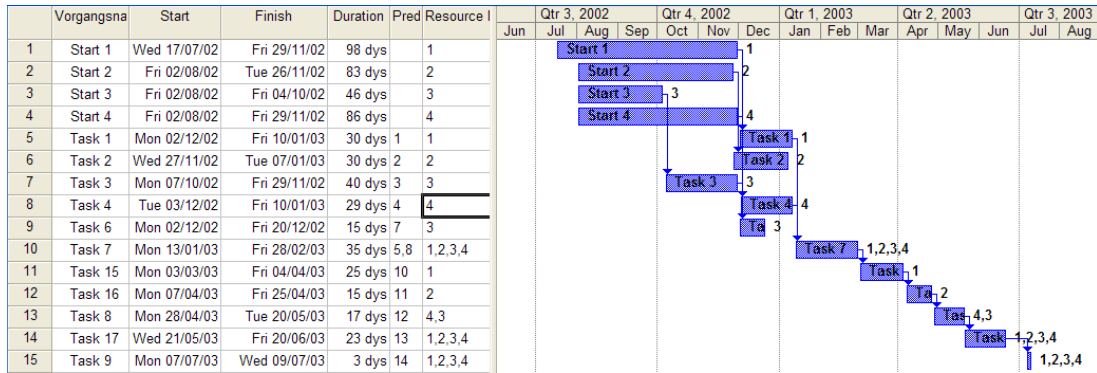 Vorgangsna Start Finish Duration Pred Resource Qtr 3, 2002 Qtr 4, 2002 Qtr 1, 2003 Qtr 2, 2003 Qtr 3, 2003
Jun Jul Aug Sep Oct Nov Dec Jan Feb Mar Apr May Jun Jul Aug
1 Start 1 Wed 17/07/02 Fri 29/11/02 98 dys 1 Start 1 1
2 Start 2 Fri 02/08/02 Tue 26/11/02 83 dys 2 Start 2 2
3 Start 3 Fri 02/08/02 Fri 04/10/02 46 dys 3 Start 3 3
4 Start 4 Fri 02/08/02 Fri 29/11/02 86 dys 4 Start 4 4
5 Task 1 Mon 02/12/02 Fri 10/01/03 30 dys 1 1 Task 1 1
6 Task 2 Wed 27/11/02 Tue 07/01/03 30 dys 2 2 Task 2 2
7 Task 3 Mon 07/10/02 Fri 29/11/02 40 dys 3 3 Task 3 3
8 Task 4 Tue 03/12/02 Fri 10/01/03 29 dys 4 4 Task 4 4
9 Task 6 Mon 02/12/02 Fri 20/12/02 15 dys 7 3 Ta 3
10 Task 7 Mon 13/01/03 Fri 28/02/03 35 dys 5,8 1,2,3,4 Task 7 1,2,3,4
11 Task 15 Mon 03/03/03 Fri 04/04/03 25 dys 10 1 Task 1
12 Task 16 Mon 07/04/03 Fri 25/04/03 15 dys 11 2 Ta 2
13 Task 8 Mon 28/04/03 Tue 20/05/03 17 dys 12 4,3 Tas 4,3
14 Task 17 Wed 21/05/03 Fri 20/06/03 23 dys 13 1,2,3,4 Task 1,2,3,4
15 Task 9 Mon 07/07/03 Wed 09/07/03 3 dys 14 1,2,3,4 1,2,3,4